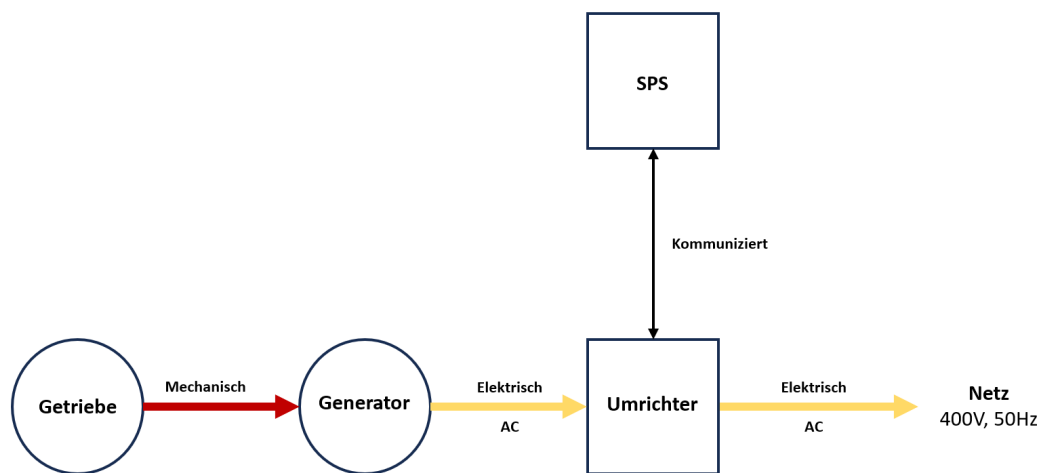 SPS
Kommuniziert
Getriebe
Mechanisch
Generator
Elektrisch
AC
Umrichter
Elektrisch
AC
Netz
400V, 50Hz